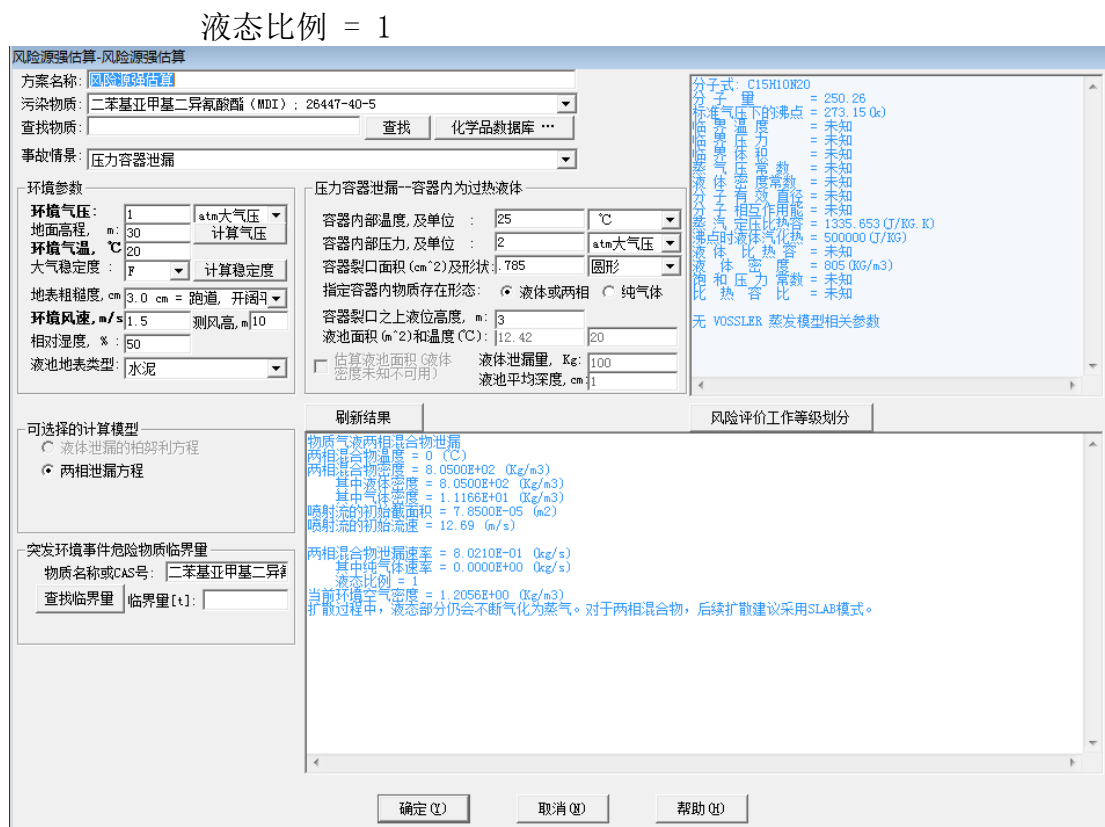 液态比例 = 1
风险源强估算-风险源强估算
方案名称: 风险源强估算
污染物质: 二苯基亚甲基二异氰酸酯 (MDI) ; 26447-40-5
查找物质: 查找 化学品数据库 …
事故情景: 压力容器泄漏
环境参数
环境气压: 1 atm大气压
地面高程, m: 30 计算气压
环境气温, ℃ 20
大气稳定度 : F 计算稳定度
地表粗糙度, cm 3.0 cm = 跑道, 开阔平
环境风速, m/s 1.5 测风高, m 10
相对湿度, % : 50
液池地表类型: 水泥
压力容器泄漏--容器内为过热液体
容器内部温度, 及单位 : 25 ℃
容器内部压力, 及单位 : 2 atm大气压
容器裂口面积 (cm^2) 及形状: .785 圆形
指定容器内物质存在形态: 液体或两相 纯气体
容器裂口之上液位高度, m: 3
液池面积 (m^2) 和温度 (℃): 12.42 20
估算液池面积 (液体密度未知不可用)
液体泄漏量, Kg: 100
液池平均深度, cm: 1
分子式: C15H10N2O
分 子 量 = 250.26
标准气压下的沸点 = 273.15 (k)
临 界 温 度 = 未知
临 界 压 力 = 未知
临 界 体 积 = 未知
蒸 气 压 常 数 = 未知
液 体 密 度常数 = 未知
分 子 有 效 直径 = 未知
分 子 相互作用能 = 未知
蒸 汽 定压比热容 = 1335.653 (J/KG.K)
沸点时液体汽化热 = 500000 (J/KG)
液 体 比 热 容 = 未知
液 体 密 度 = 805 (KG/m3)
饱 和 压 力 常数 = 未知
比 热 容 比 = 未知
无 VOSSLER 蒸发模型相关参数
刷新结果 风险评价工作等级划分
可选择的计算模型
液体泄漏的柏努利方程
两相泄漏方程
突发环境事件危险物质临界量
物质名称或CAS号: 二苯基亚甲基二异氰
查找临界量 临界量[t]:
物质气液两相混合物泄漏
两相混合物温度 = 0 (℃)
两相混合物密度 = 8.0500E+02 (Kg/m3)
其中液体密度 = 8.0500E+02 (Kg/m3)
其中气体密度 = 1.1166E+01 (Kg/m3)
喷射流的初始截面积 = 7.8500E-05 (m2)
喷射流的初始流速 = 12.69 (m/s)
两相混合物泄漏速率 = 8.0210E-01 (kg/s)
其中纯气体速率 = 0.0000E+00 (kg/s)
液态比例 = 1
当前环境空气密度 = 1.2056E+00 (Kg/m3)
扩散过程中，液态部分仍会不断气化为蒸气。对于两相混合物，后续扩散建议采用SLAB模式。
确定(Y) 取消(N) 帮助(H)